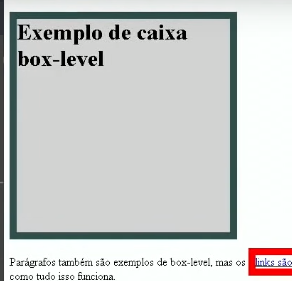 Exemplo de caixa
box-level
Parágrafos também são exemplos de box-level, mas os links são
como tudo isso funciona.